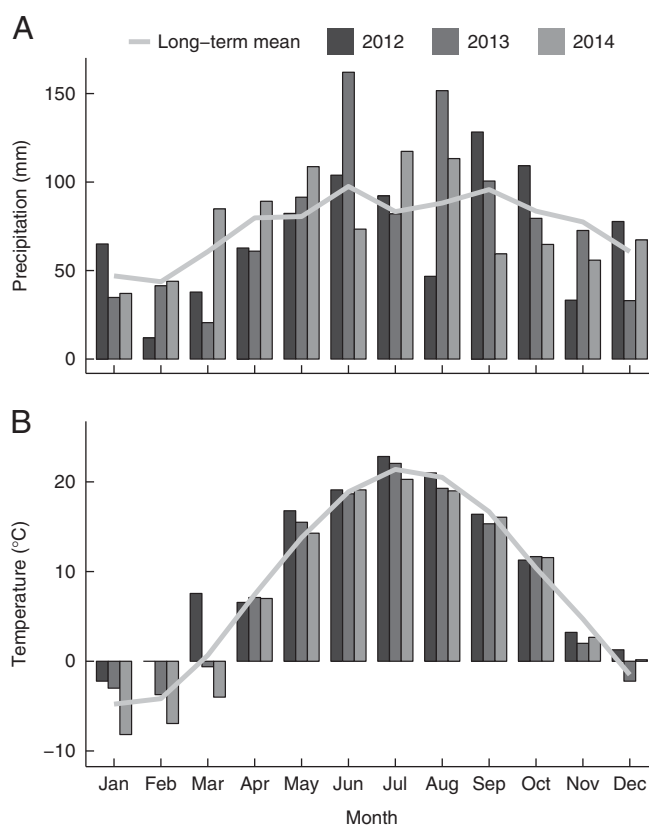 A
Long–term mean 2012 2013 2014
Precipitation (mm)
150
100
50
0
B
Temperature (°C)
20
10
0
−10
Jan Feb Mar Apr May Jun Jul Aug Sep Oct Nov Dec
Month